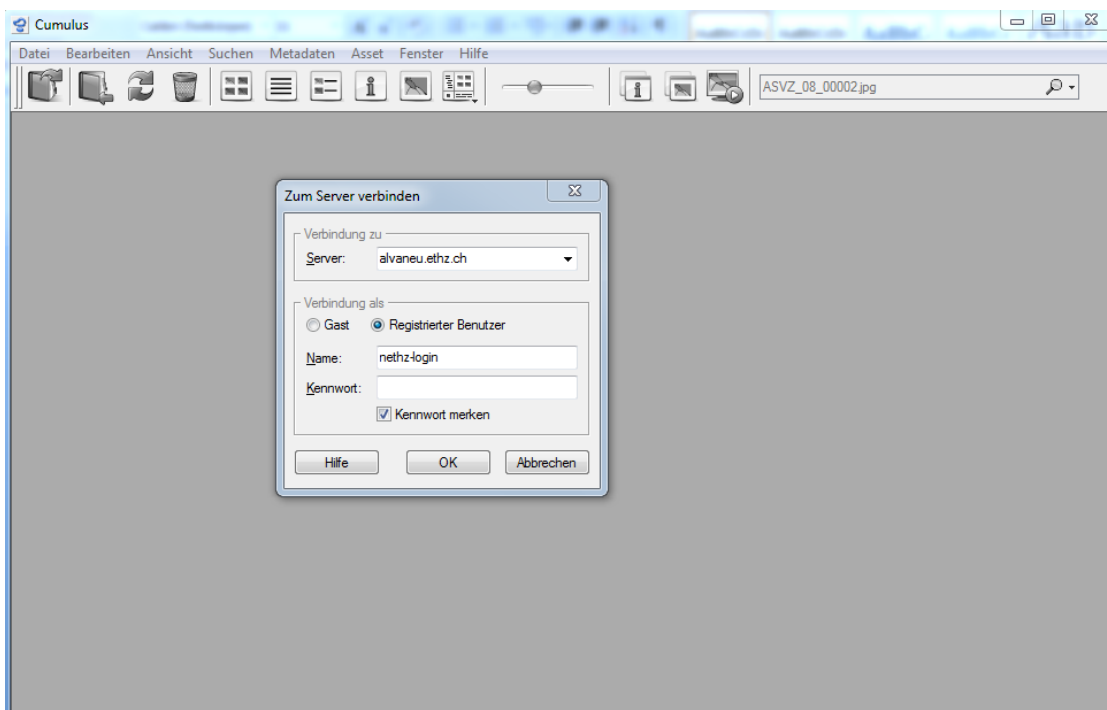 Cumulus
Datei Bearbeiten Ansicht Suchen Metadaten Asset Fenster Hilfe
ASVZ_08_00002.jpg
Zum Server verbinden
Verbindung zu
Server: alvaneu.ethz.ch
Verbindung als
Gast Registrierter Benutzer
Name: nethz-login
Kennwort:
Kennwort merken
Hilfe OK Abbrechen